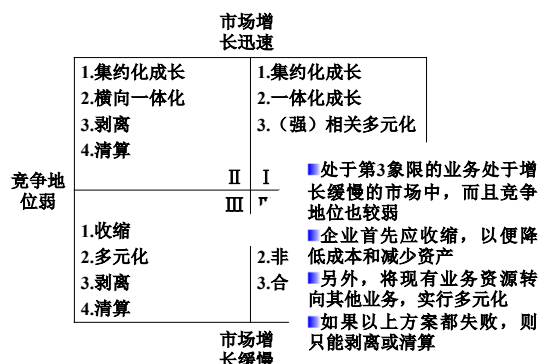 市场增
长迅速
1.集约化成长
2.横向一体化
3.剥离
4.清算
1.集约化成长
2.一体化成长
3.（强）相关多元化
竞争地
位弱
Ⅱ Ⅰ
Ⅲ
1.收缩
2.多元化
3.剥离
4.清算
2.非
3.合
处于第3象限的业务处于增
长缓慢的市场中，而且竞争
地位也较弱
企业首先应收缩，以便降
低成本和减少资产
另外，将现有业务资源转
向其他业务，实行多元化
如果以上方案都失败，则
只能剥离或清算
市场增
长缓慢